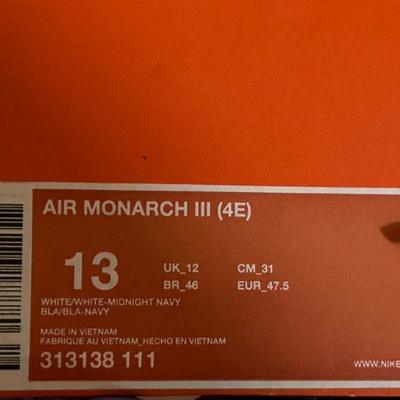 AIR MONARCH III (4E)
13 UK_12 CM_31
BR_46 EUR_47.5
WHITE/WHITE-MIDNIGHT NAVY
BLA/BLA-NAVY
MADE IN VIETNAM
FABRIQUE AU VIETNAM_HECHO EN VIETNAM
313138 111
WWW.NIKE